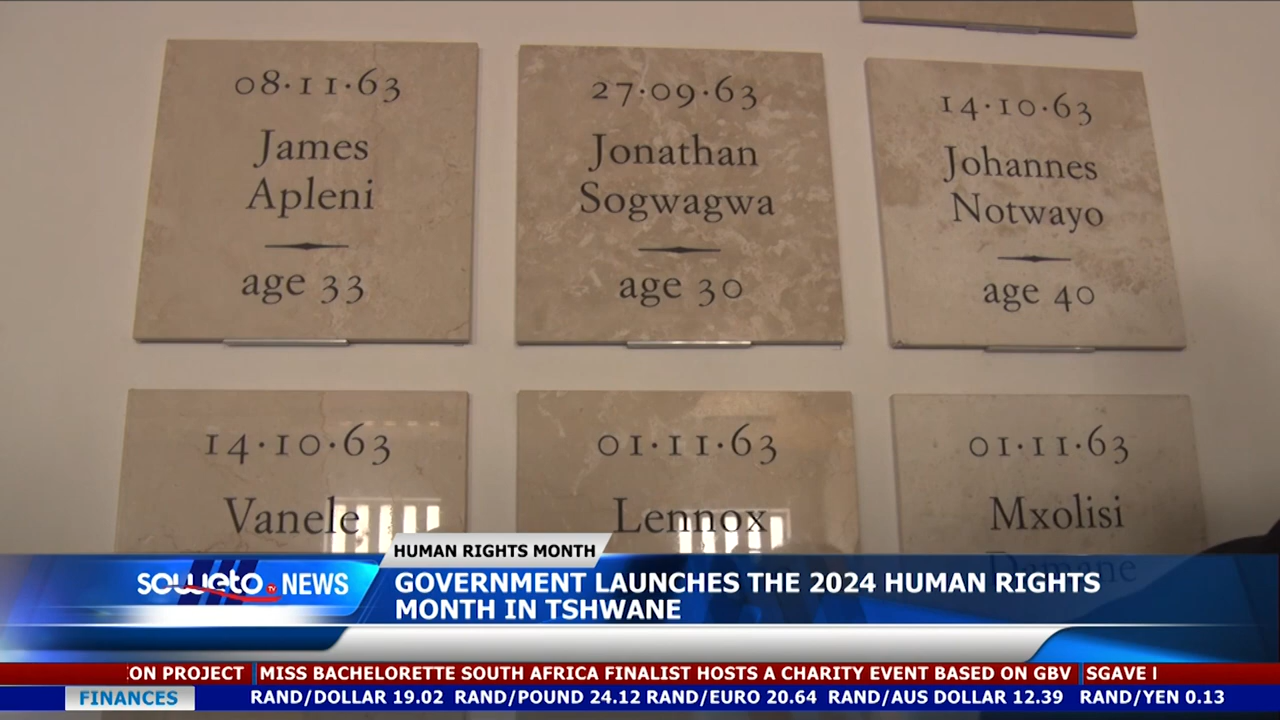 08·11·63
James
Apleni
age 33
27·09·63
Jonathan
Sogwagwa
age 30
14·10·63
Johannes
Notwayo
age 40
14·10·63
Vanele
01·11·63
Lennox
01·11·63
Mxolisi
Damane
HUMAN RIGHTS MONTH
soweto tv NEWS
GOVERNMENT LAUNCHES THE 2024 HUMAN RIGHTS
MONTH IN TSHWANE
ON PROJECT MISS BACHELORETTE SOUTH AFRICA FINALIST HOSTS A CHARITY EVENT BASED ON GBV SGAVE
FINANCES RAND/DOLLAR 19.02 RAND/POUND 24.12 RAND/EURO 20.64 RAND/AUS DOLLAR 12.39 RAND/YEN 0.13